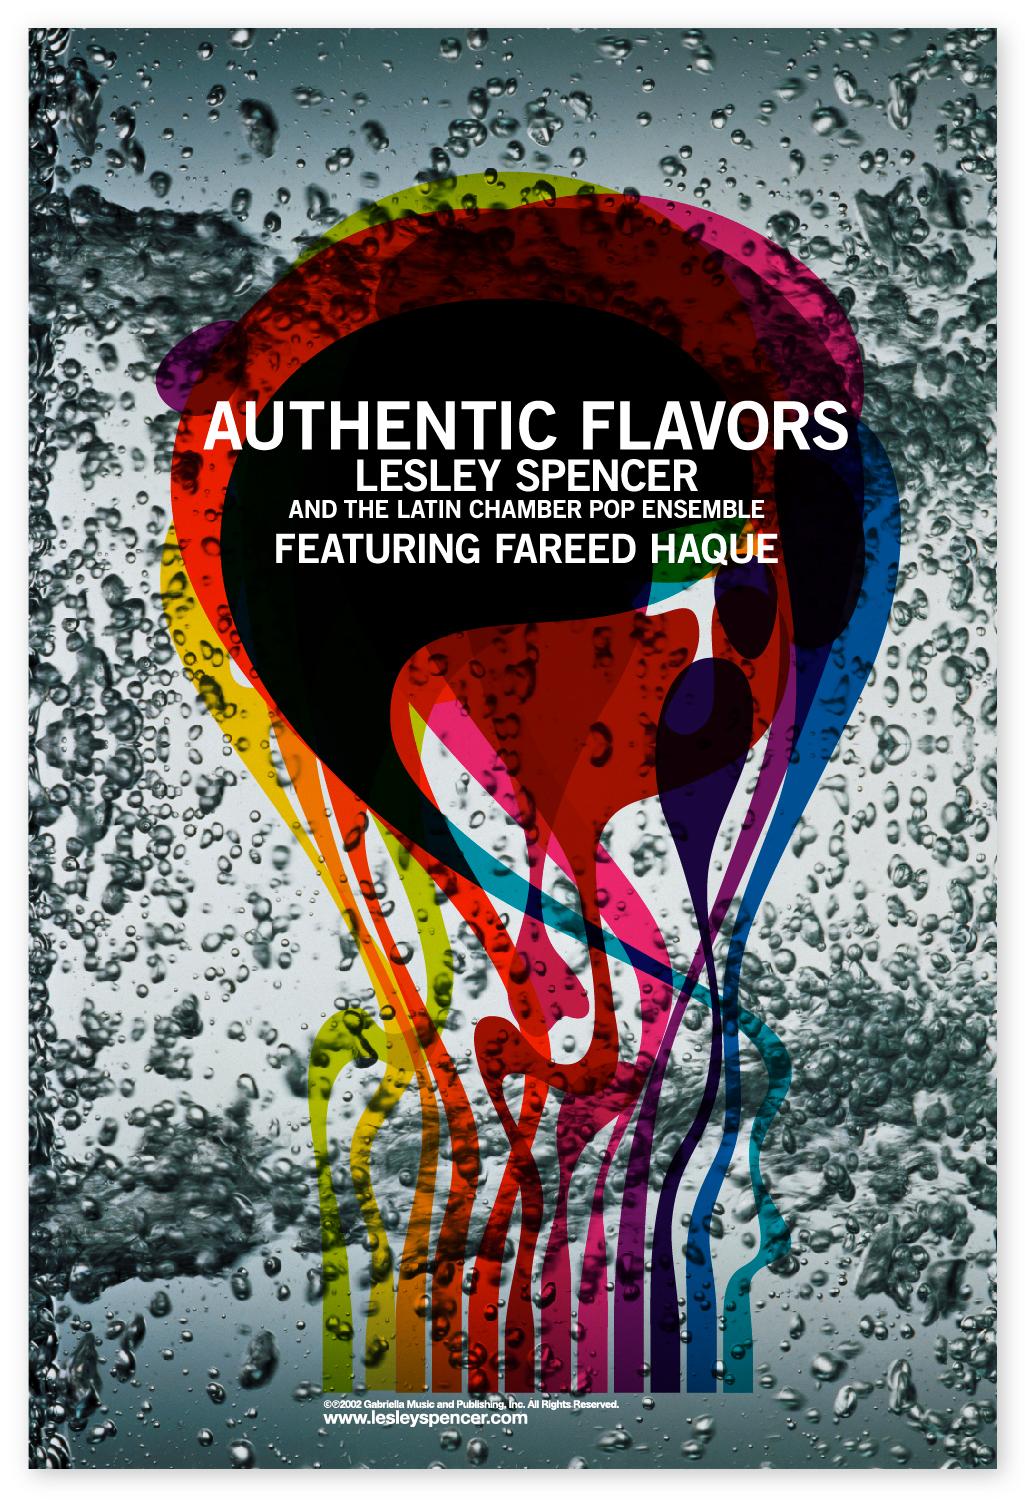 AUTHENTIC FLAVORS
LESLEY SPENCER
AND THE LATIN CHAMBER POP ENSEMBLE
FEATURING FAREED HAQUE
©℗2002 Gabriella Music and Publishing, Inc. All Rights Reserved.
www.lesleyspencer.com